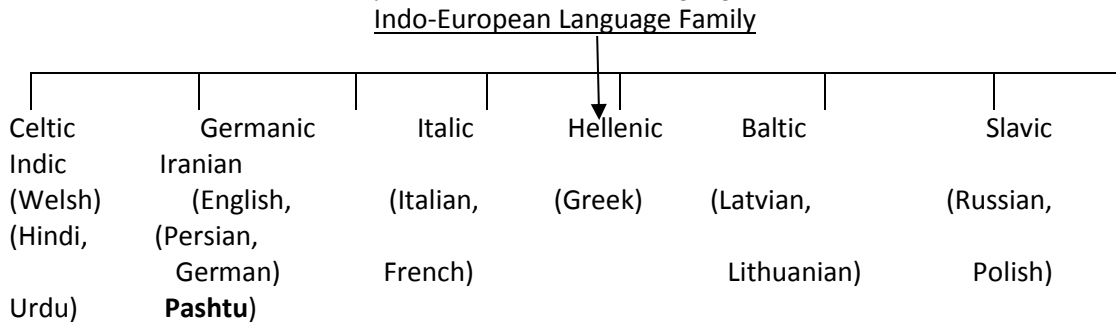 Indo-European Language Family
Celtic Germanic Italic Hellenic Baltic Slavic
Indic Iranian
(Welsh) (English, (Italian, (Greek) (Latvian, (Russian,
(Hindi, (Persian,
German) French) Lithuanian) Polish)
Urdu) Pashtu)